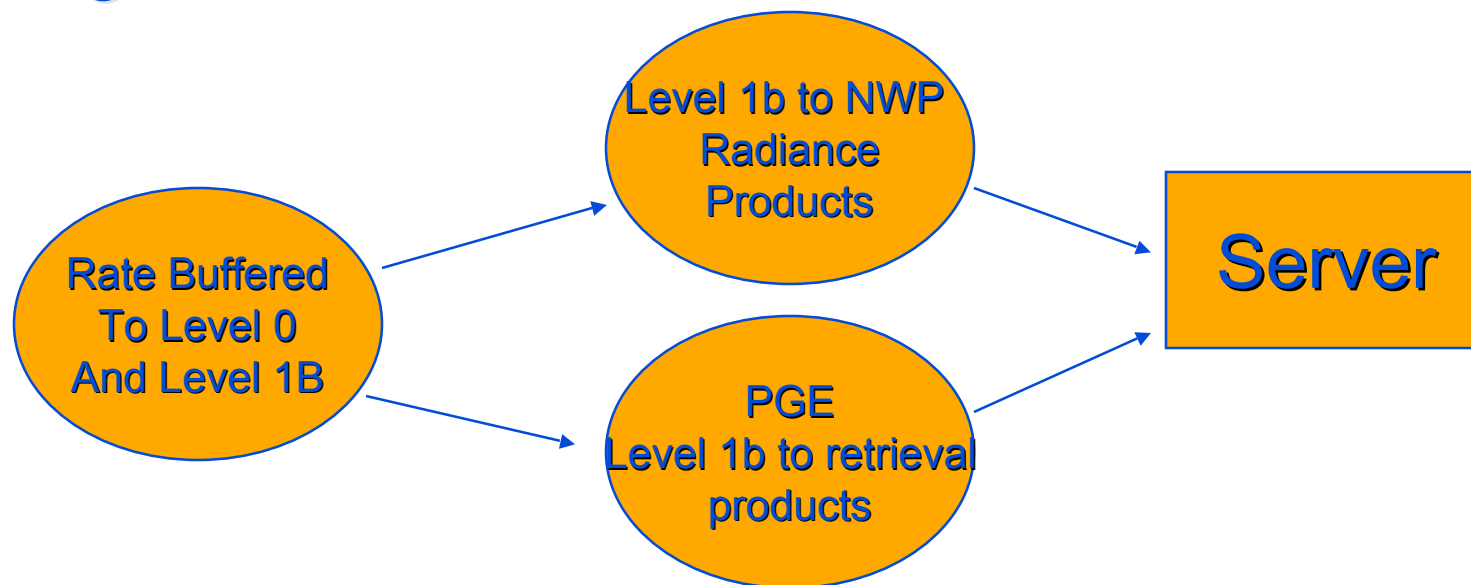 Rate Buffered
To Level 0
And Level 1B
Level 1b to NWP
Radiance
Products
PGE
Level 1b to retrieval
products
Server